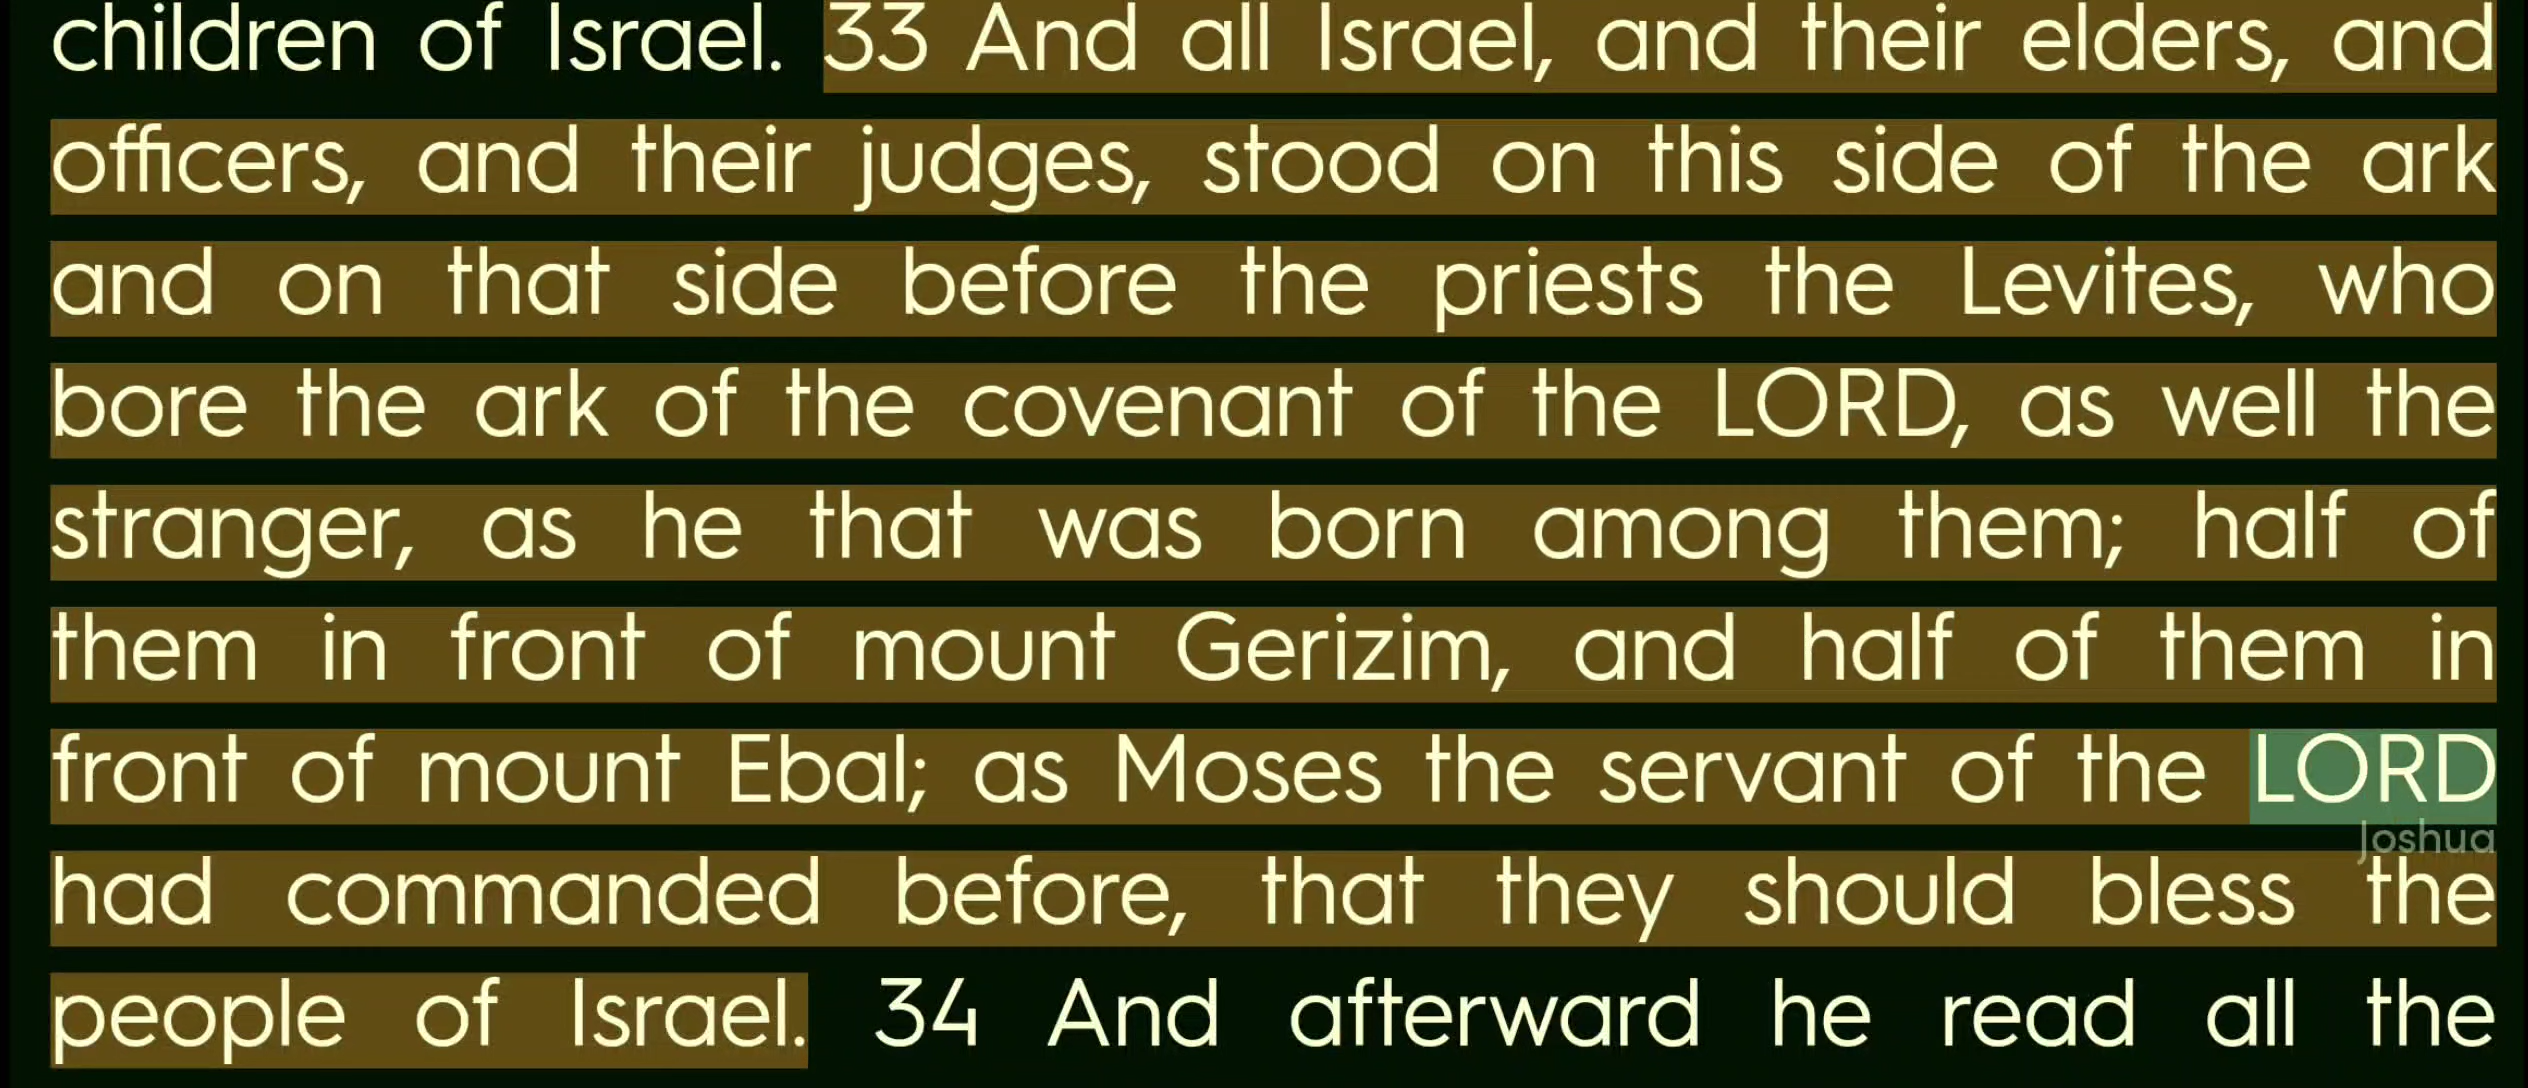 children of Israel. 33 And all Israel, and their elders, and
officers, and their judges, stood on this side of the ark
and on that side before the priests the Levites, who
bore the ark of the covenant of the LORD, as well the
stranger, as he that was born among them; half of
them in front of mount Gerizim, and half of them in
front of mount Ebal; as Moses the servant of the LORD
Joshua
had commanded before, that they should bless the
people of Israel. 34 And afterward he read all the